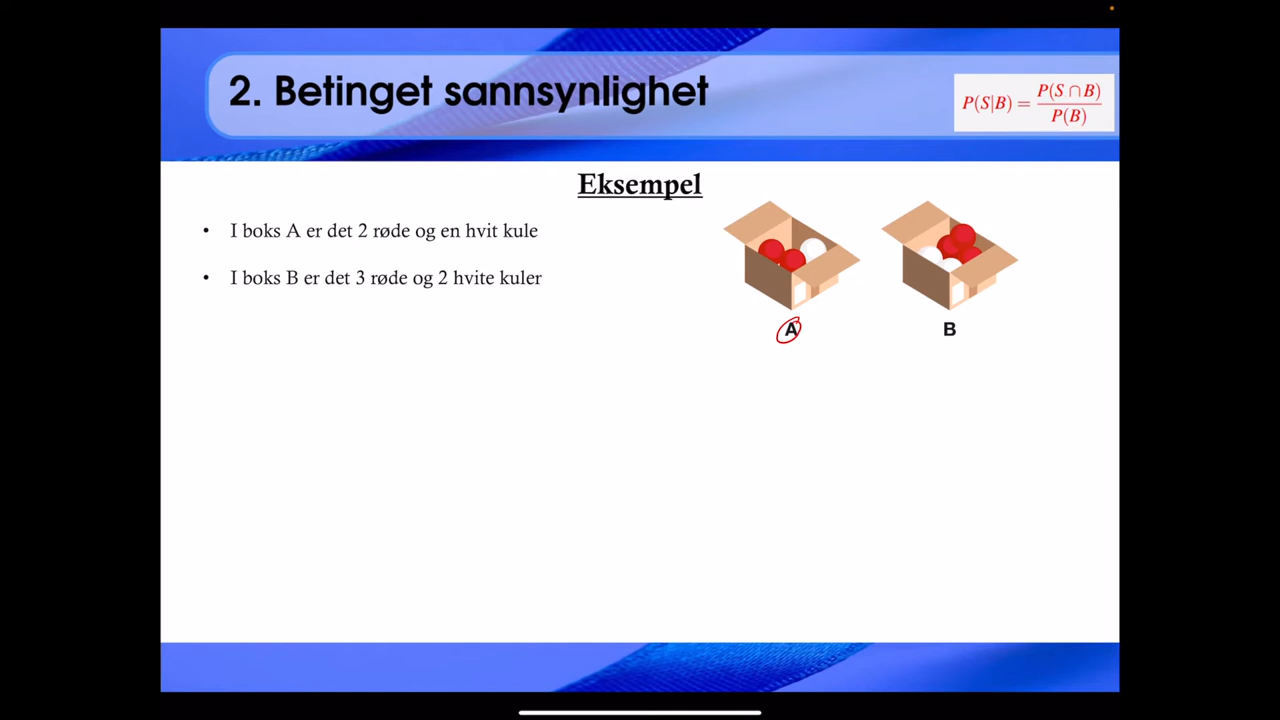 2. Betinget sannsynlighet
P(S|B) = P(S ∩ B) / P(B)
Eksempel
• I boks A er det 2 røde og en hvit kule
• I boks B er det 3 røde og 2 hvite kuler
A
B